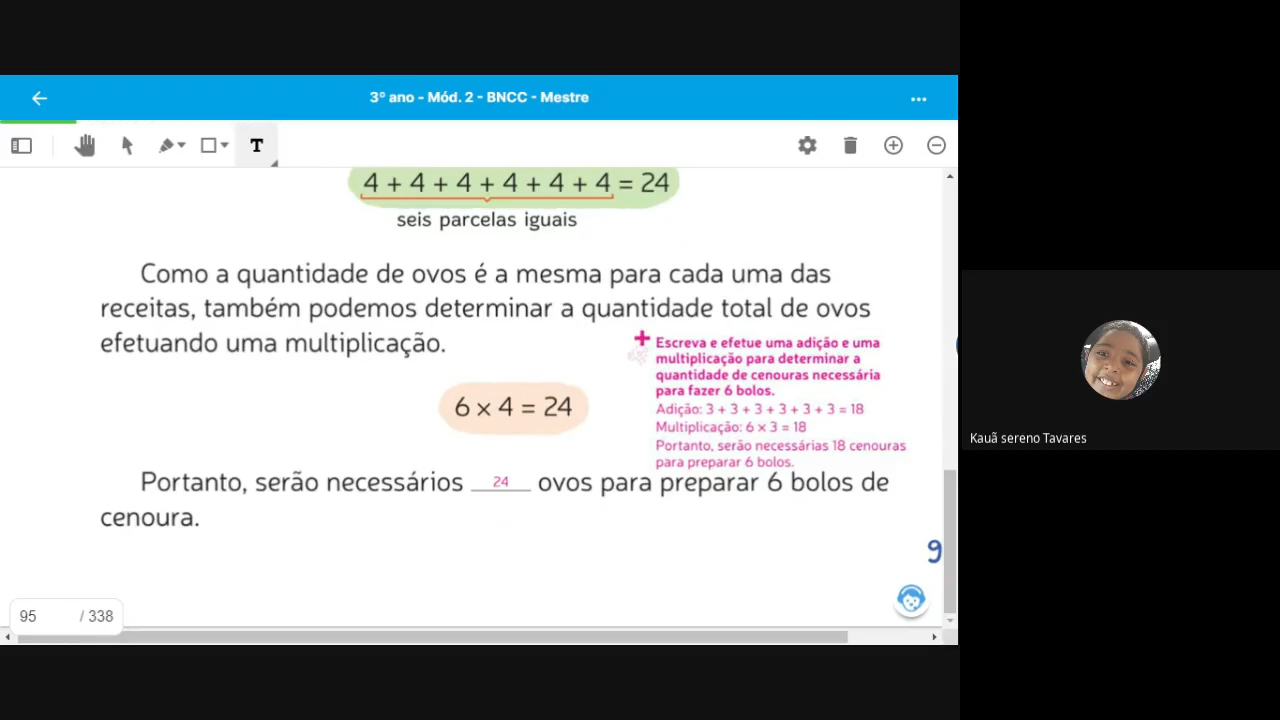 3º ano - Mód. 2 - BNCC - Mestre
T
4 + 4 + 4 + 4 + 4 + 4 = 24
seis parcelas iguais
Como a quantidade de ovos é a mesma para cada uma das
receitas, também podemos determinar a quantidade total de ovos
efetuando uma multiplicação.
+ Escreva e efetue uma adição e uma
multiplicação para determinar a
quantidade de cenouras necessária
para fazer 6 bolos.
Adição: 3 + 3 + 3 + 3 + 3 + 3 = 18
Multiplicação: 6 x 3 = 18
Portanto, serão necessárias 18 cenouras
para preparar 6 bolos.
6 x 4 = 24
Portanto, serão necessários 24 ovos para preparar 6 bolos de
cenoura.
9
95 / 338
Kauã sereno Tavares